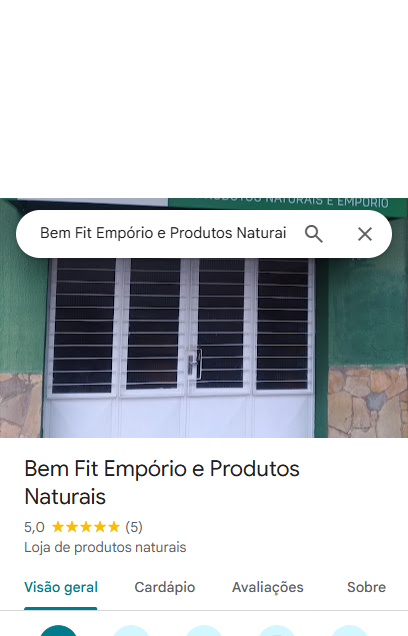 PRODUTOS NATURAIS E EMPÓRIO
Bem Fit Empório e Produtos Naturai
Bem Fit Empório e Produtos
Naturais
5,0 (5)
Loja de produtos naturais
Visão geral Cardápio Avaliações Sobre